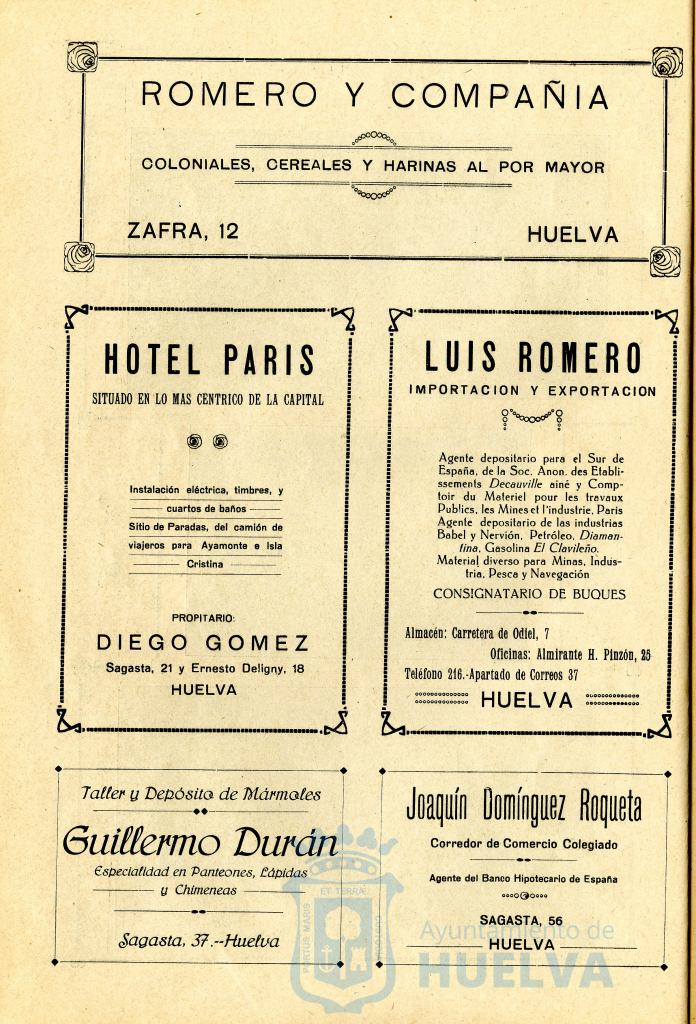 ROMERO Y COMPAÑIA
COLONIALES, CEREALES Y HARINAS AL POR MAYOR
ZAFRA, 12
HUELVA
HOTEL PARIS
SITUADO EN LO MAS CENTRICO DE LA CAPITAL
Instalación eléctrica, timbres, y
cuartos de baños
Sitio de Paradas, del camión de
viajeros para Ayamonte e Isla
Cristina
PROPITARIO:
DIEGO GOMEZ
Sagasta, 21 y Ernesto Deligny, 18
HUELVA
LUIS ROMERO
IMPORTACION Y EXPORTACION
Agente depositario para el Sur de
España, de la Soc. Anon. des Etabli-
ssements Decauville ainé y Comp-
toir du Materiel pour les travaux
Publics, les Mines et l'industrie, Paris
Agente depositario de las industrias
Babel y Nervión, Petróleo, Diaman-
tina, Gasolina El Clavileño.
Material diverso para Minas, Indus-
tria, Pesca y Navegación
CONSIGNATARIO DE BUQUES
Almacén: Carretera de Odiel, 7
Oficinas: Almirante H. Pinzón, 25
Teléfono 216.-Apartado de Correos 37
HUELVA
Taller y Depósito de Mármoles
Guillermo Durán
Especialidad en Panteones, Lápidas
y Chimeneas
Sagasta, 37.--Huelva
Joaquín Domínguez Roqueta
Corredor de Comercio Colegiado
Agente del Banco Hipotecario de España
SAGASTA, 56
HUELVA
PORTUS MARIS
ET TERRÆ
CUSTODIO
Ayuntamiento de
HUELVA